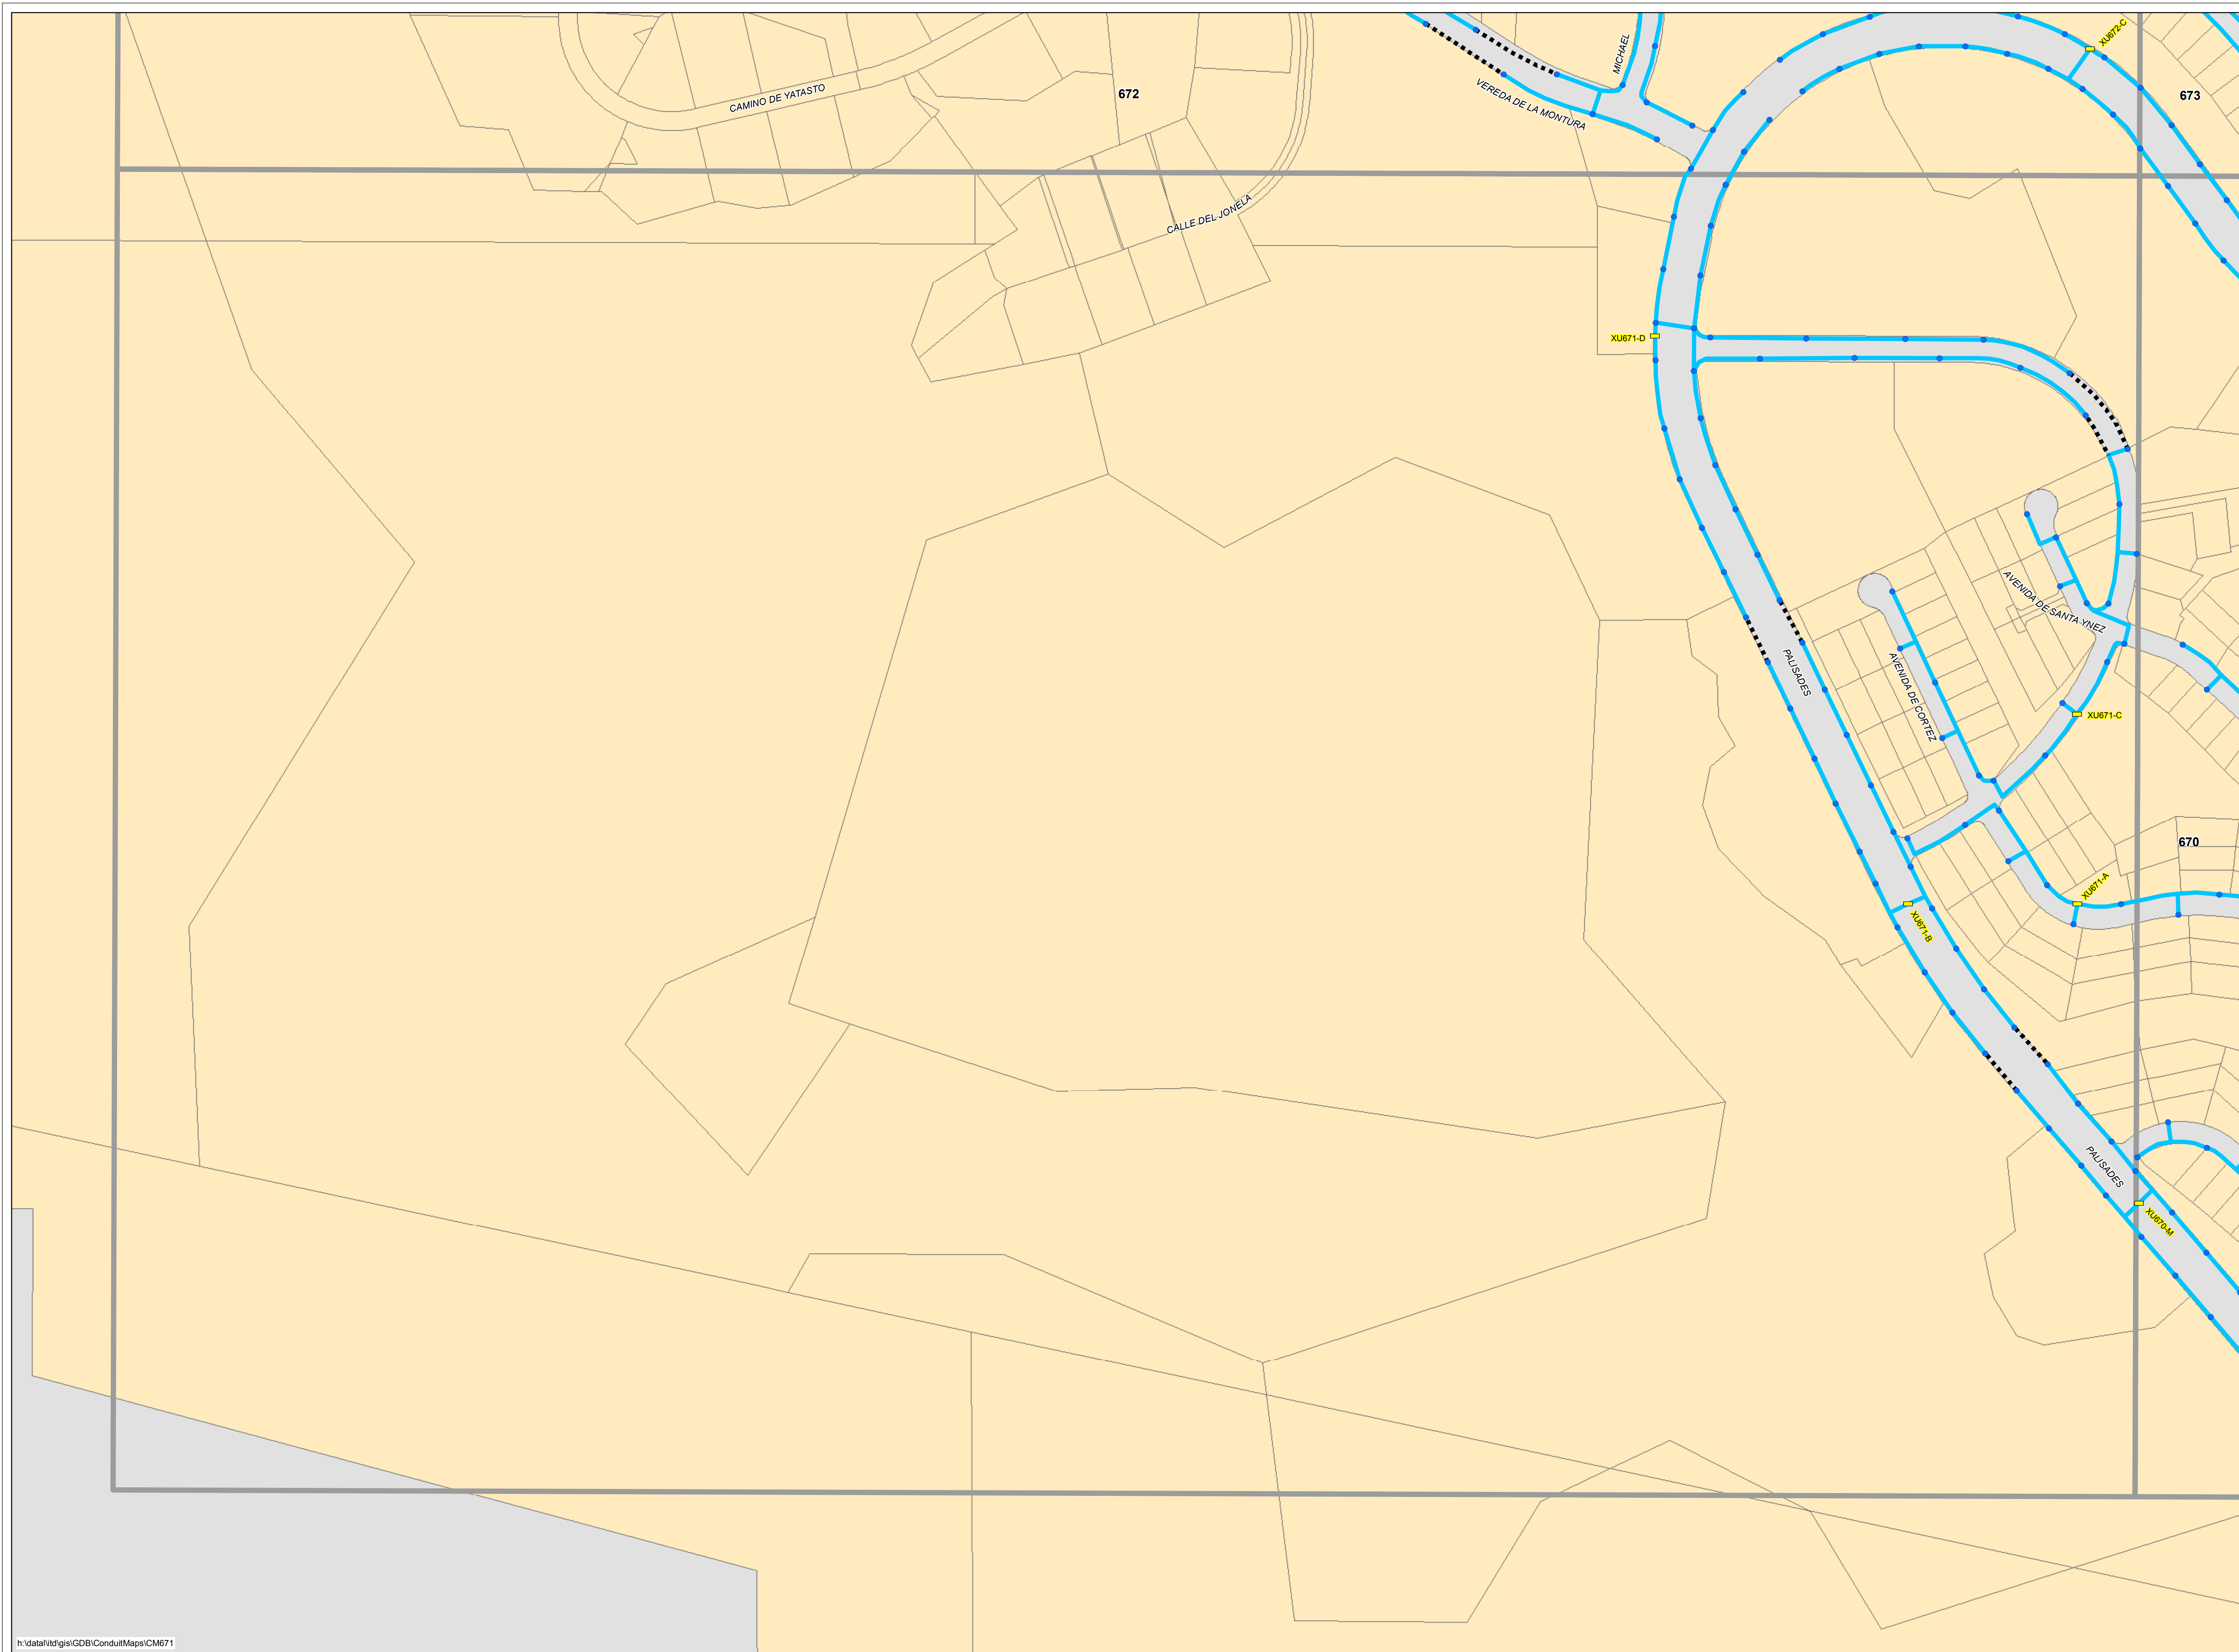 XU672-C
MICHAEL
CAMINO DE YATASTO
672
VEREDA DE LA MONTURA
673
CALLE DEL JONELA
XU671-D
AVENIDA DE SANTA YNEZ
PALISADES
AVENIDA DE CORTEZ
XU671-C
670
XU671-A
XU671-B
PALISADES
XU670-M
h:\data\itd\gis\GDB\ConduitMaps\CM671